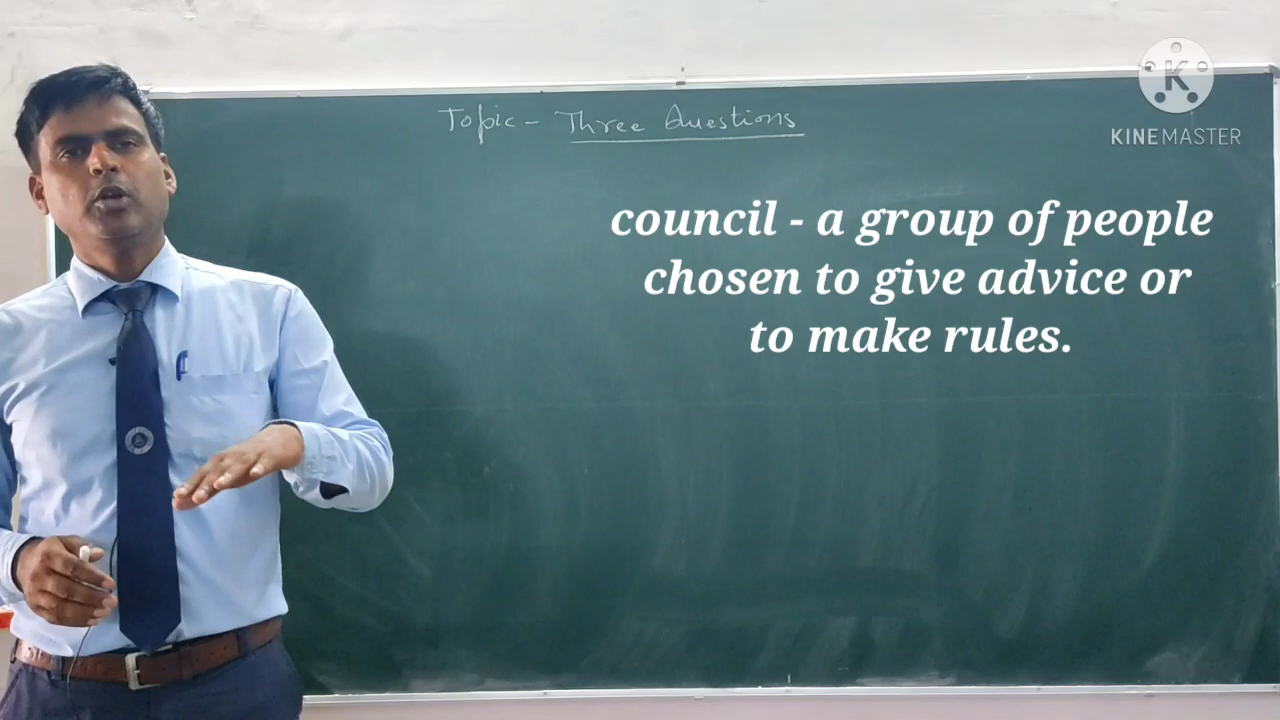 Topic - Three Questions
K
KINEMASTER
council - a group of people
chosen to give advice or
to make rules.